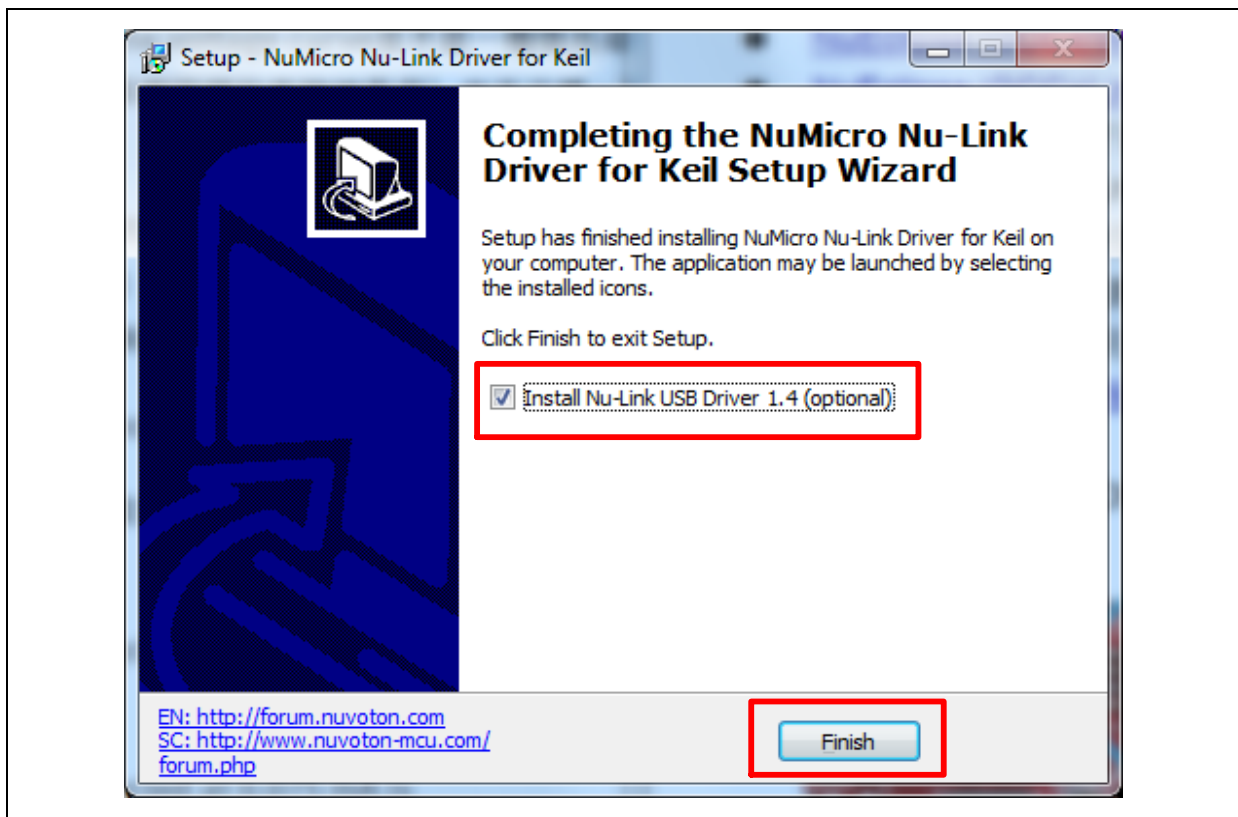 Setup - NuMicro Nu-Link Driver for Keil
Completing the NuMicro Nu-Link
Driver for Keil Setup Wizard
Setup has finished installing NuMicro Nu-Link Driver for Keil on
your computer. The application may be launched by selecting
the installed icons.
Click Finish to exit Setup.
Install Nu-Link USB Driver 1.4 (optional)
EN: http://forum.nuvoton.com
SC: http://www.nuvoton-mcu.com/
forum.php
Finish